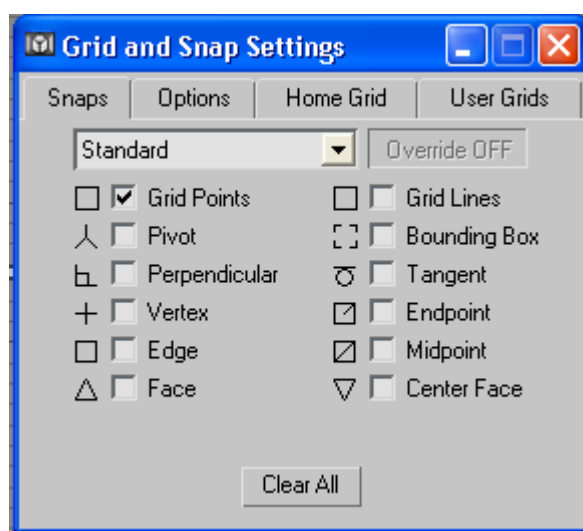 Grid and Snap Settings
Snaps Options Home Grid User Grids
Standard Override OFF
Grid Points Grid Lines
Pivot Bounding Box
Perpendicular Tangent
Vertex Endpoint
Edge Midpoint
Face Center Face
Clear All